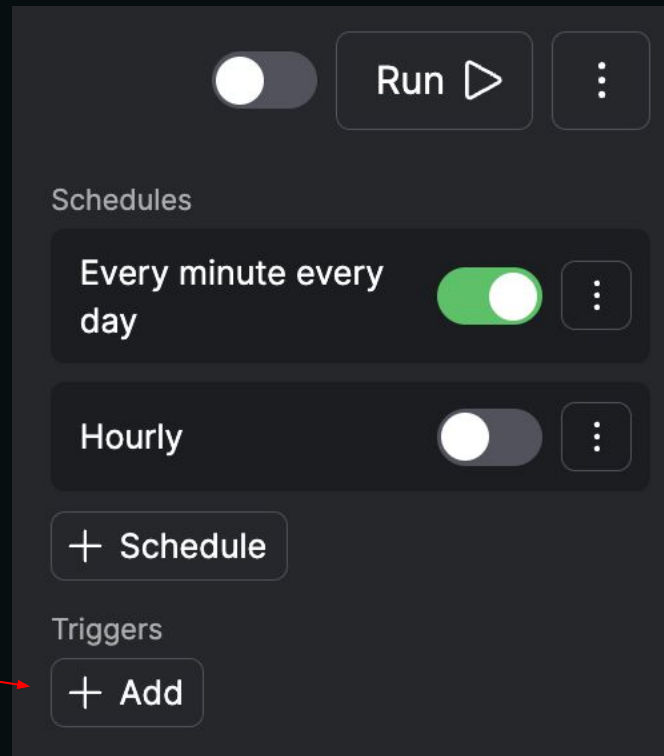 Run
Schedules
Every minute every
day
Hourly
+ Schedule
Triggers
+ Add